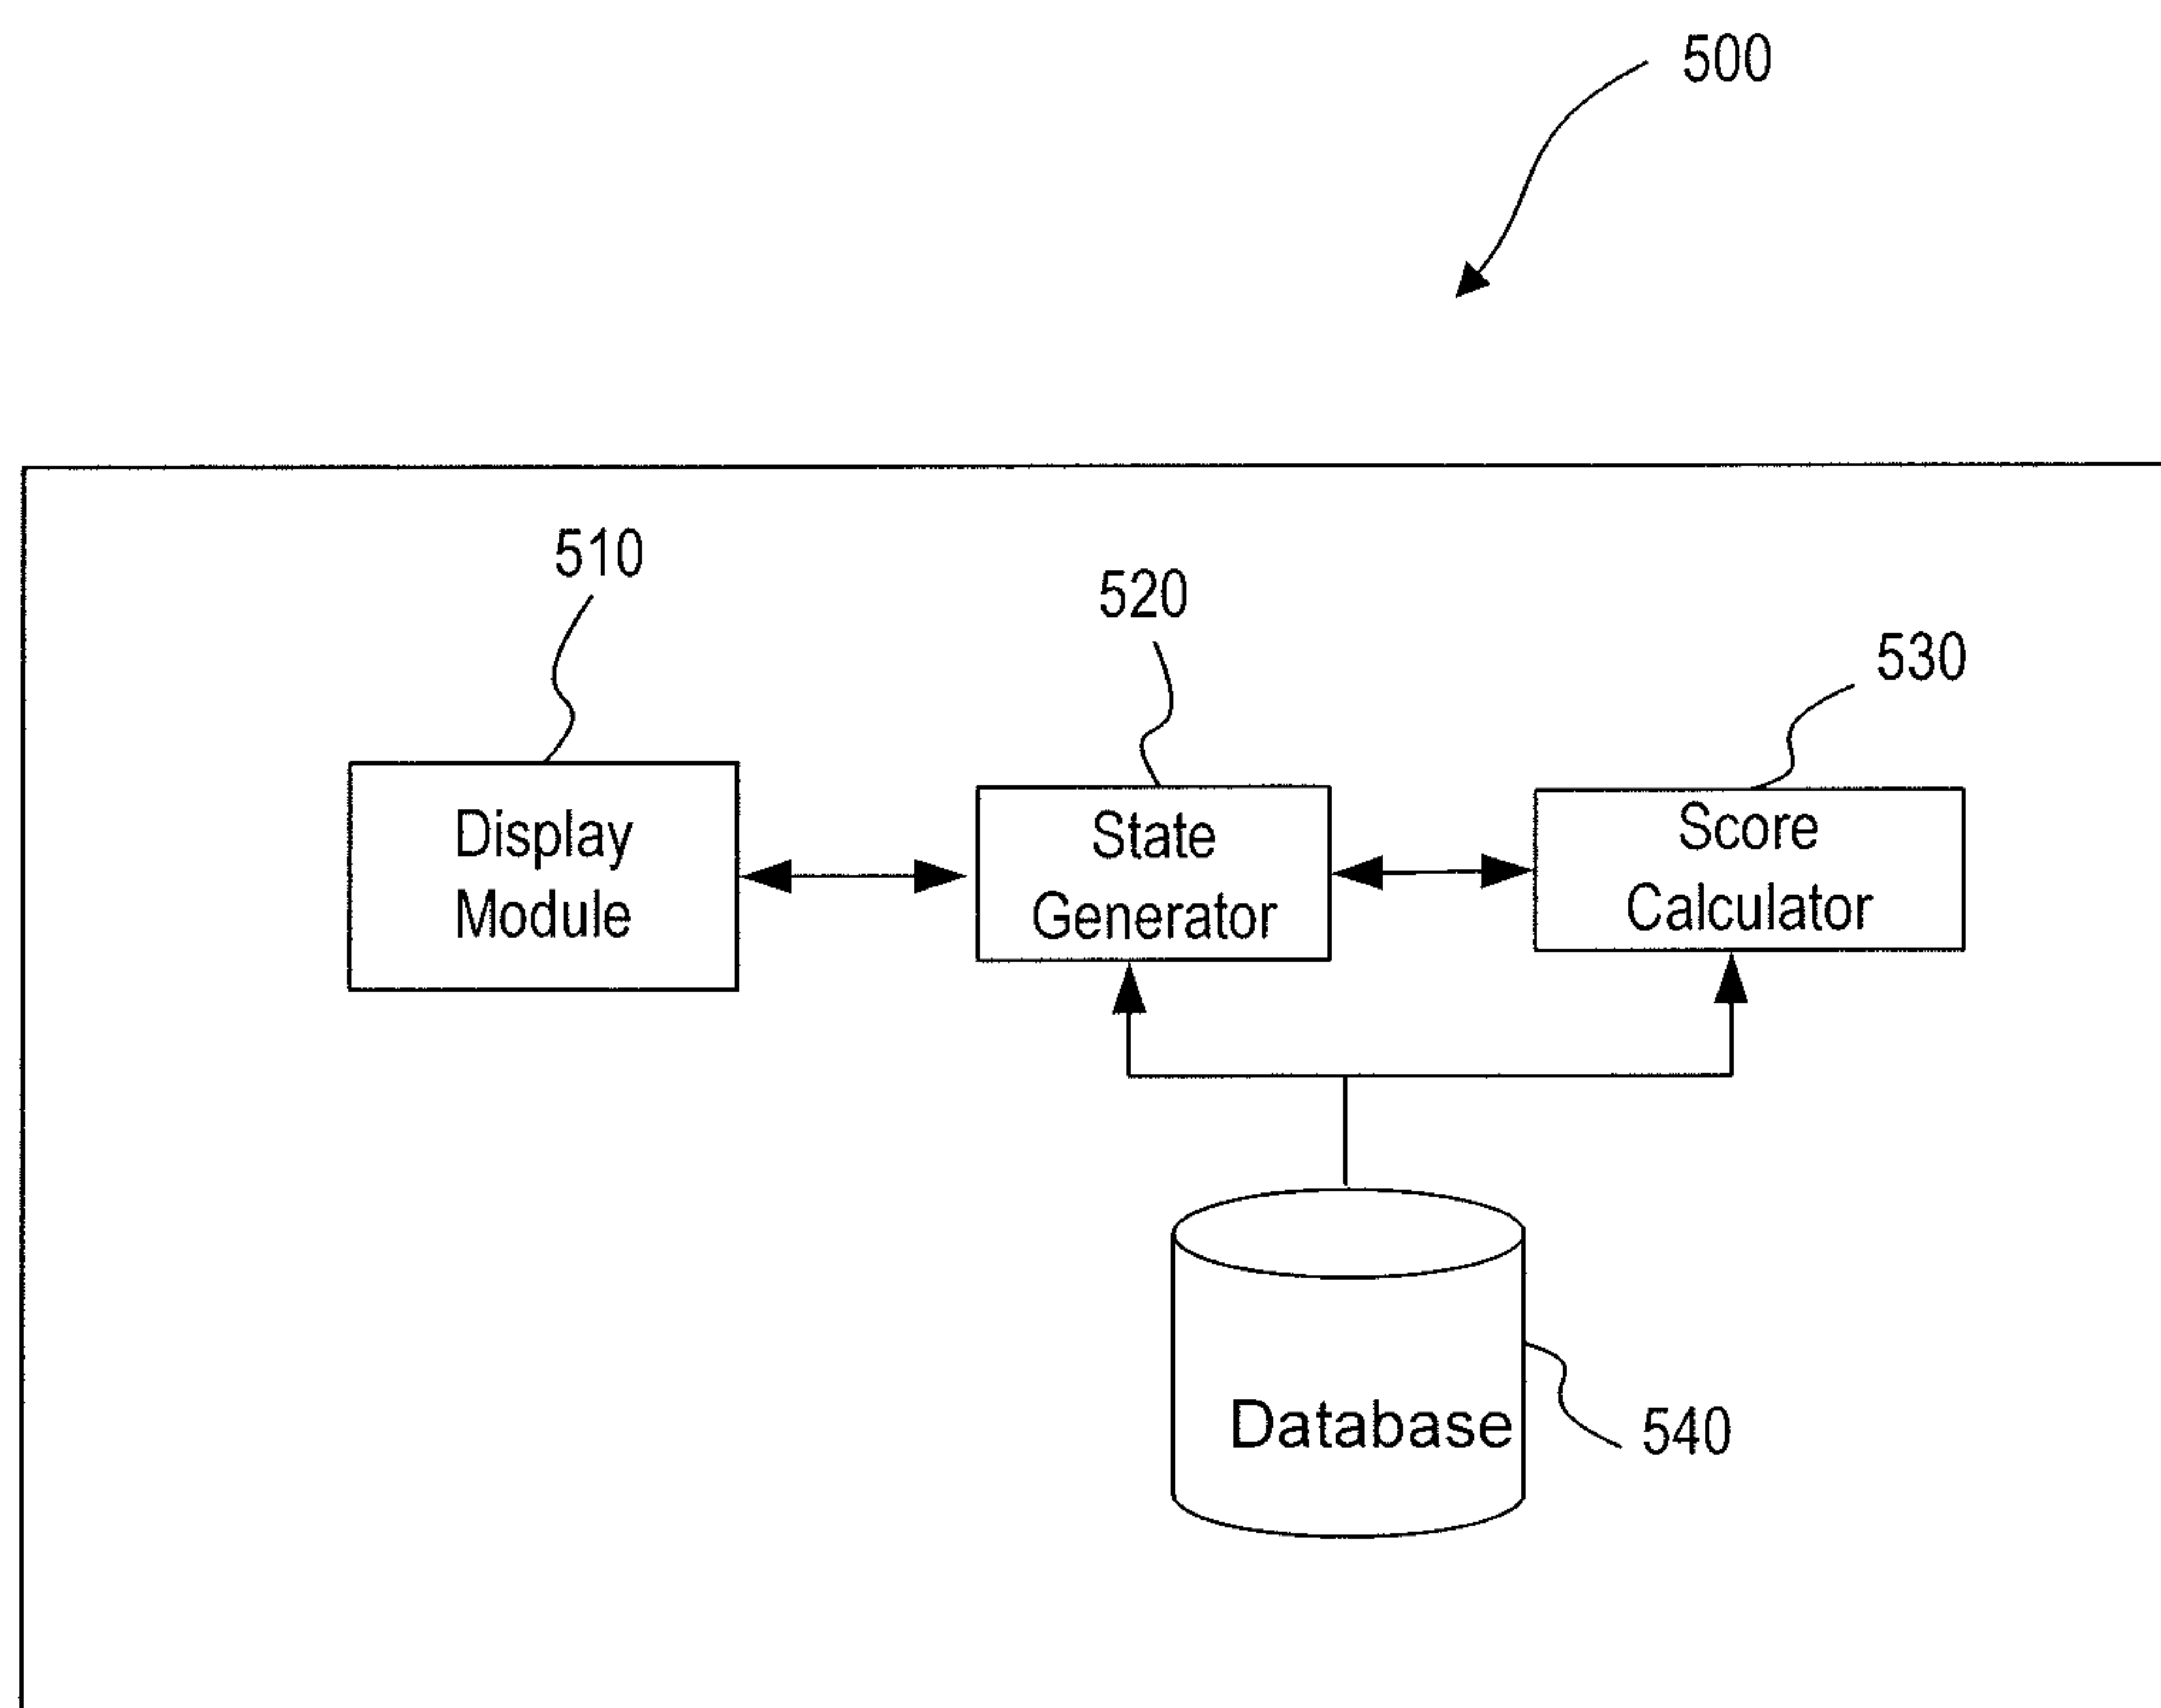 500
510
520
530
Display
Module
State
Generator
Score
Calculator
Database
540